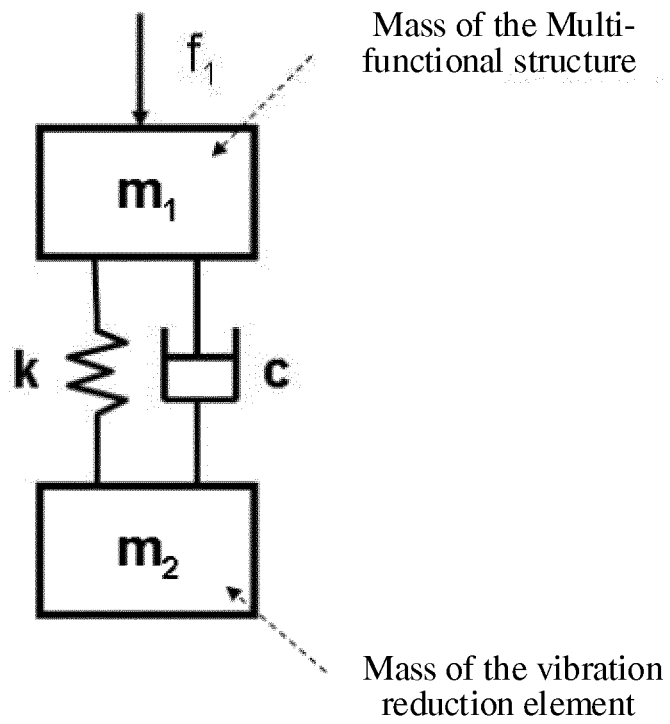 Mass of the Multi-
functional structure
f₁
m₁
k
c
m₂
Mass of the vibration
reduction element